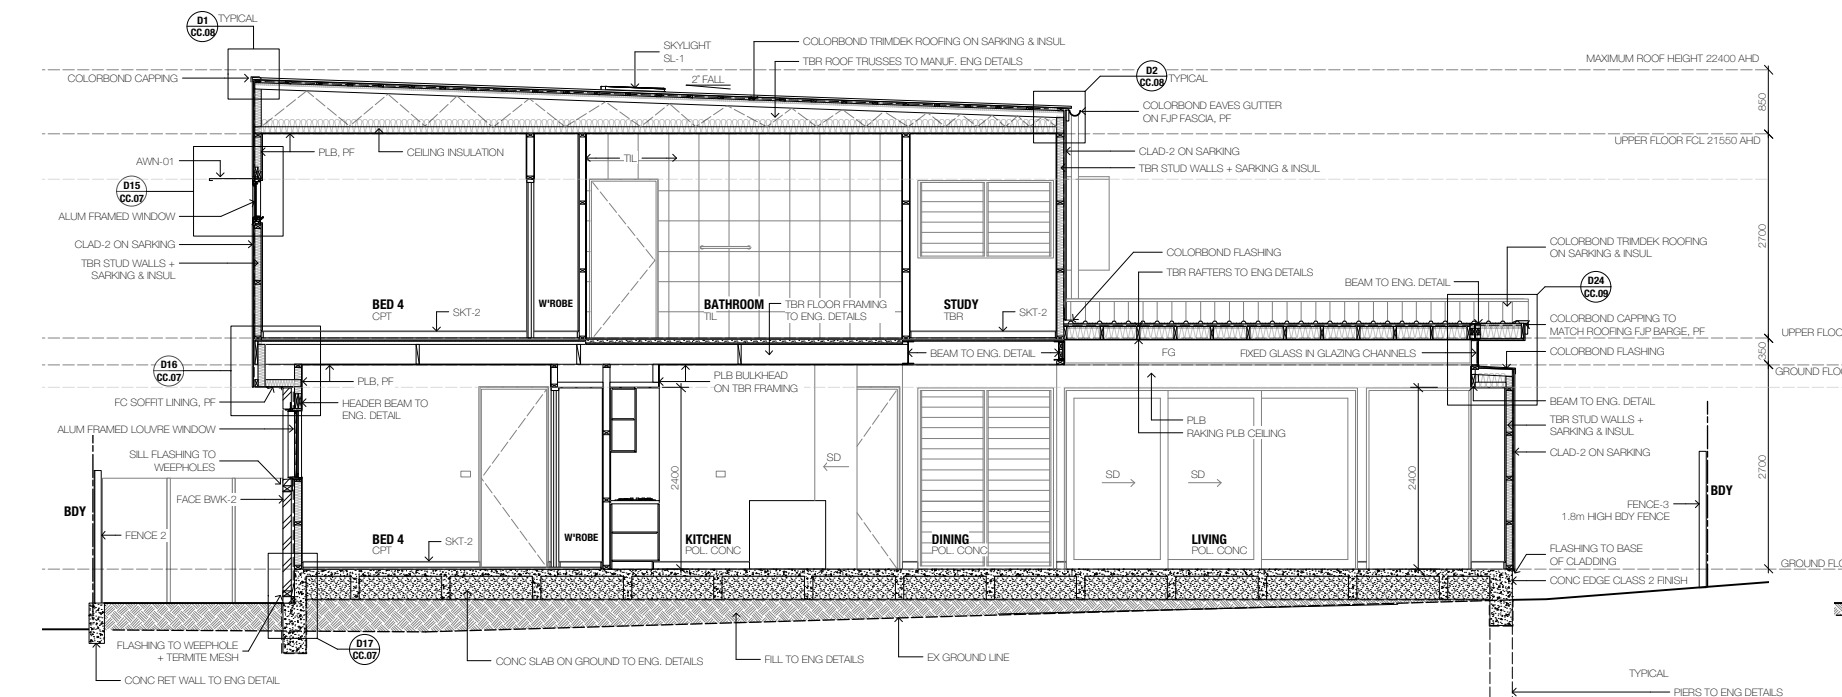 D1
CC.08
TYPICAL
COLORBOND CAPPING
SKYLIGHT
SL-1
2° FALL
COLORBOND TRIMDEK ROOFING ON SARKING & INSUL
TBR ROOF TRUSSES TO MANUF. ENG DETAILS
D2
CC.08
TYPICAL
MAXIMUM ROOF HEIGHT 22400 AHD
COLORBOND EAVES GUTTER
ON FJP FASCIA, PF
850
UPPER FLOOR FCL 21550 AHD
AWN-01
PLB, PF
CEILING INSULATION
TIL
CLAD-2 ON SARKING
TBR STUD WALLS + SARKING & INSUL
D15
CC.07
ALUM FRAMED WINDOW
CLAD-2 ON SARKING
TBR STUD WALLS +
SARKING & INSUL
2700
COLORBOND FLASHING
TBR RAFTERS TO ENG DETAILS
BEAM TO ENG. DETAIL
COLORBOND TRIMDEK ROOFING
ON SARKING & INSUL
D24
CC.09
BED 4
CPT
SKT-2
W'ROBE
BATHROOM
TIL
TBR FLOOR FRAMING
TO ENG. DETAILS
STUDY
TBR
SKT-2
COLORBOND CAPPING TO
MATCH ROOFING FJP BARGE, PF
UPPER FLOO
BEAM TO ENG. DETAIL
FG
FIXED GLASS IN GLAZING CHANNELS
COLORBOND FLASHING
350
GROUND FLO
D16
CC.07
PLB, PF
PLB BULKHEAD
ON TBR FRAMING
FC SOFFIT LINING, PF
HEADER BEAM TO
ENG. DETAIL
BEAM TO ENG. DETAIL
ALUM FRAMED LOUVRE WINDOW
PLB
RAKING PLB CEILING
TBR STUD WALLS +
SARKING & INSUL
SILL FLASHING TO
WEEPHOLES
CLAD-2 ON SARKING
2400
SD
SD
SD
2400
2700
FACE BWK-2
BDY
BDY
FENCE 2
FENCE-3
1.8m HIGH BDY FENCE
BED 4
CPT
SKT-2
W'ROBE
KITCHEN
POL. CONC
DINING
POL. CONC
LIVING
POL. CONC
FLASHING TO BASE
OF CLADDING
GROUND FLO
CONC EDGE CLASS 2 FINISH
FLASHING TO WEEPHOLE
+ TERMITE MESH
D17
CC.07
CONC SLAB ON GROUND TO ENG. DETAILS
FILL TO ENG DETAILS
EX GROUND LINE
CONC RET WALL TO ENG DETAIL
TYPICAL
PIERS TO ENG DETAILS